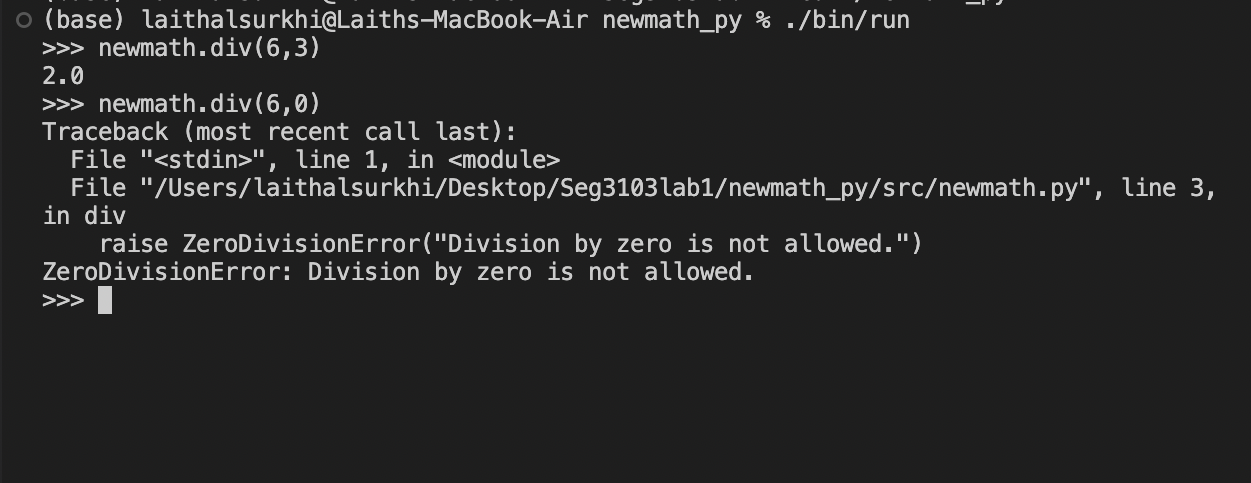 (base) laithalsurkhi@Laiths-MacBook-Air newmath_py % ./bin/run
>>> newmath.div(6,3)
2.0
>>> newmath.div(6,0)
Traceback (most recent call last):
  File "<stdin>", line 1, in <module>
  File "/Users/laithalsurkhi/Desktop/Seg3103lab1/newmath_py/src/newmath.py", line 3,
in div
    raise ZeroDivisionError("Division by zero is not allowed.")
ZeroDivisionError: Division by zero is not allowed.
>>>